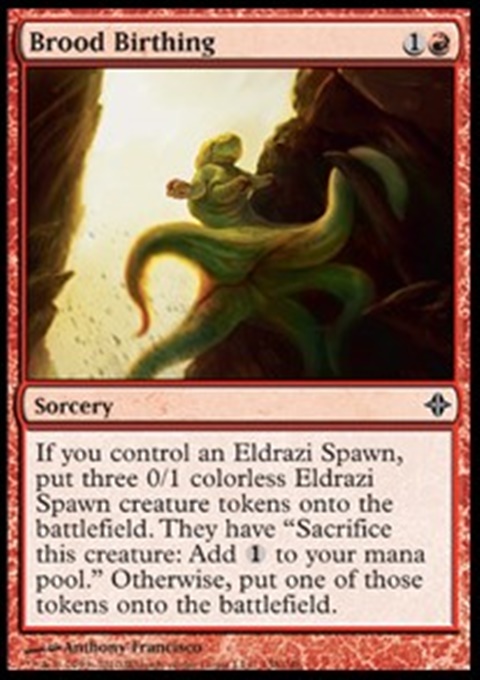 Brood Birthing 1
Sorcery
If you control an Eldrazi Spawn,
put three 0/1 colorless Eldrazi
Spawn creature tokens onto the
battlefield. They have “Sacrifice
this creature: Add 1 to your mana
pool.” Otherwise, put one of those
tokens onto the battlefield.
Anthony Francisco